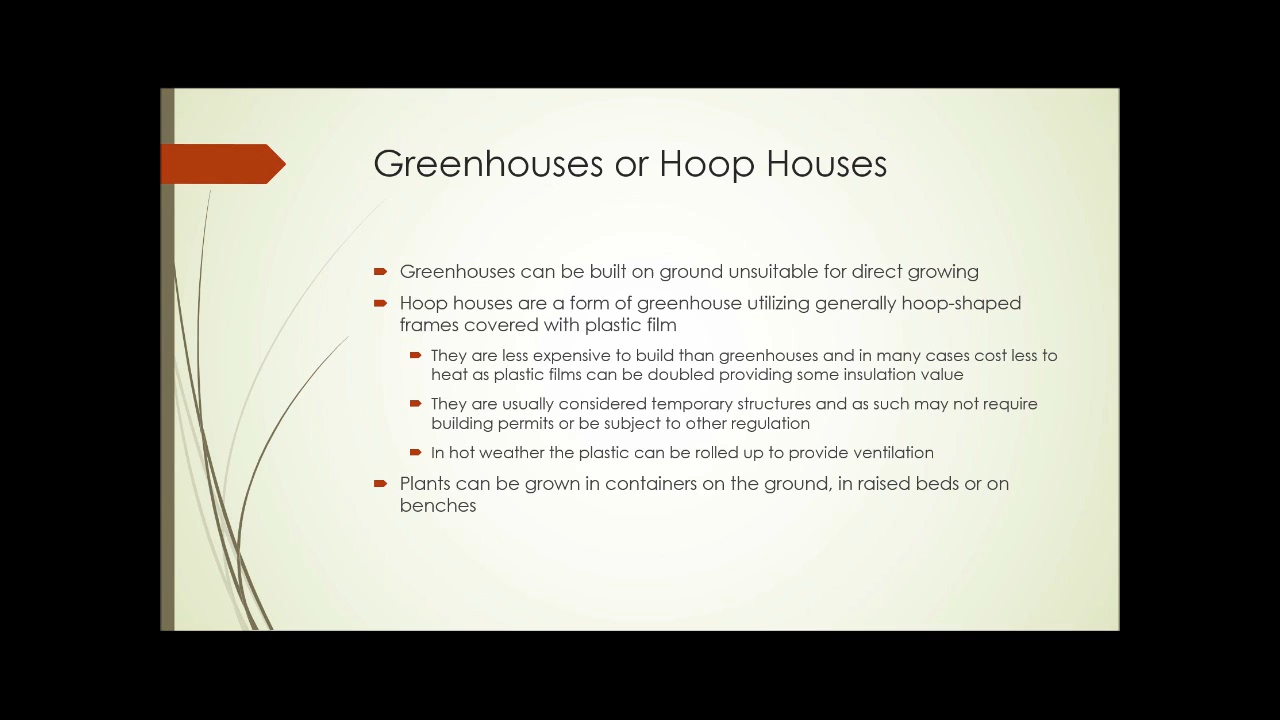 Greenhouses or Hoop Houses
Greenhouses can be built on ground unsuitable for direct growing
Hoop houses are a form of greenhouse utilizing generally hoop-shaped
frames covered with plastic film
They are less expensive to build than greenhouses and in many cases cost less to
heat as plastic films can be doubled providing some insulation value
They are usually considered temporary structures and as such may not require
building permits or be subject to other regulation
In hot weather the plastic can be rolled up to provide ventilation
Plants can be grown in containers on the ground, in raised beds or on
benches